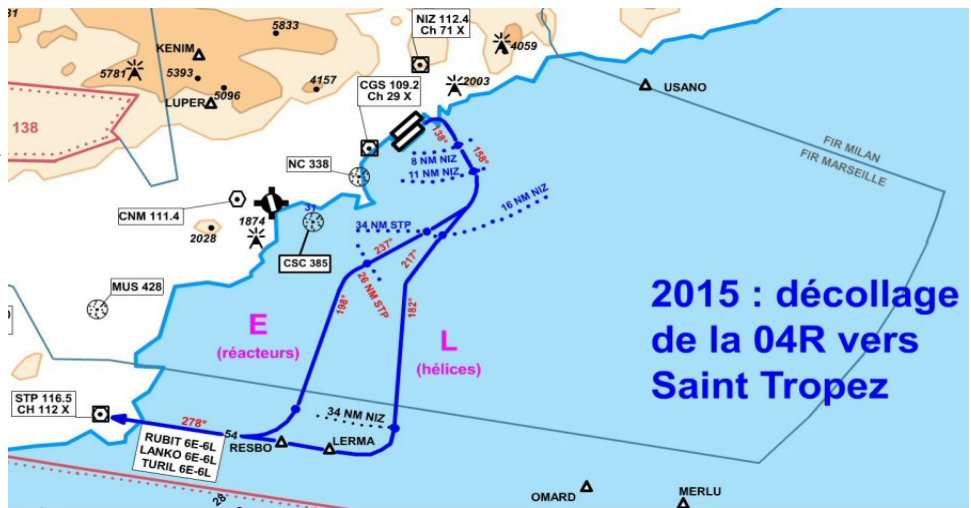 5833
NIZ 112.4
Ch 71 X
KENIM
4059
5781
5393
CGS 109.2
Ch 29 X
2003
USANO
4157
LUPER
5096
138
138°
158°
8 NM NIZ
11 NM NIZ
FIR MILAN
FIR MARSEILLE
NC 338
16 NM NIZ
CNM 111.4
31
1874
34 NM STP
2028
237°
217°
CSC 385
26 NM STP
MUS 428
198°
182°
2015 : décollage
de la 04R vers
Saint Tropez
E
(réacteurs)
L
(hélices)
STP 116.5
CH 112 X
34 NM NIZ
278°
54
RESBO
LERMA
RUBIT 6E-6L
LANKO 6E-6L
TURIL 6E-6L
28
OMARD
MERLU